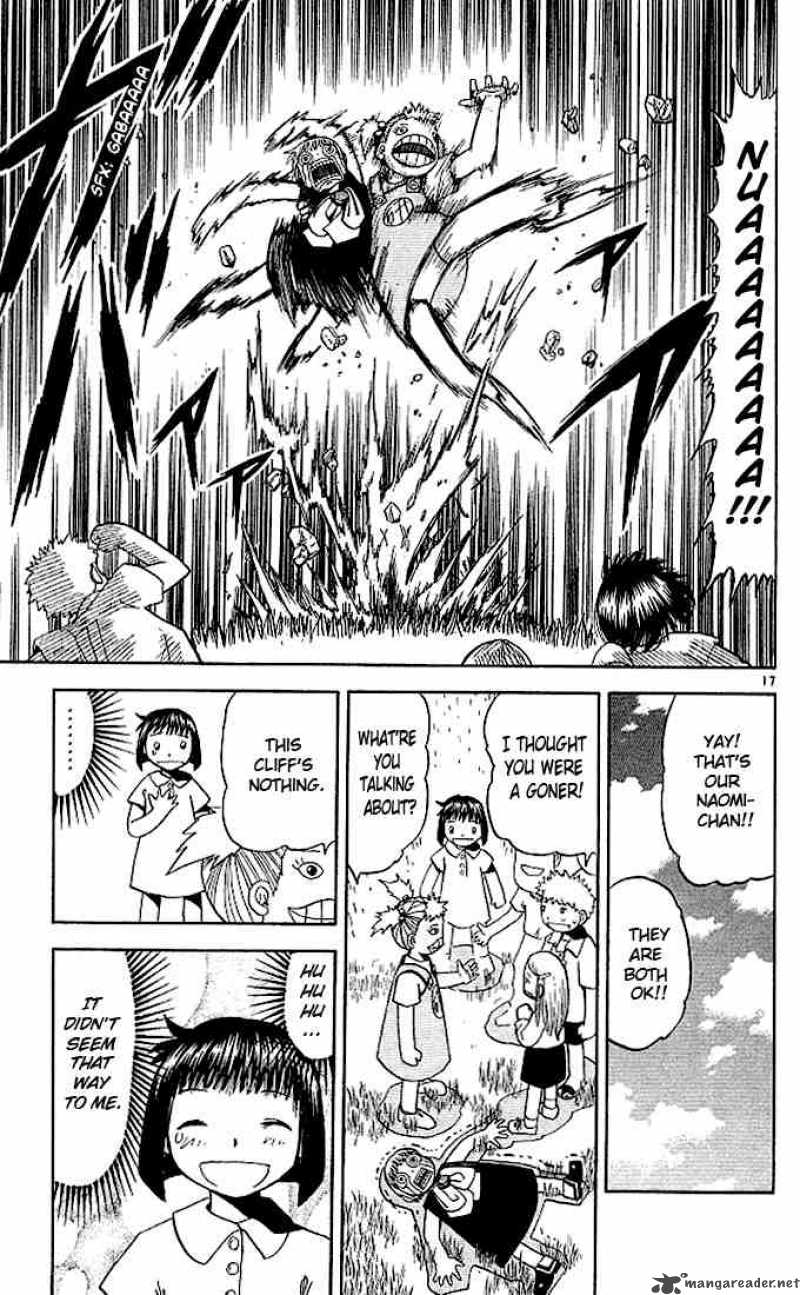 NUAAAAAAAAAA!!!
SFX: GABAAAAAA
17
YAY!
THAT'S
OUR
NAOMI-
CHAN!!
THEY
ARE
BOTH
OK!!
I THOUGHT
YOU WERE
A GONER!
WHAT'RE
YOU
TALKING
ABOUT?
THIS
CLIFF'S
NOTHING.
......
HU
HU
HU
...
IT
DIDN'T
SEEM
THAT
WAY
TO ME.
mangareader.net